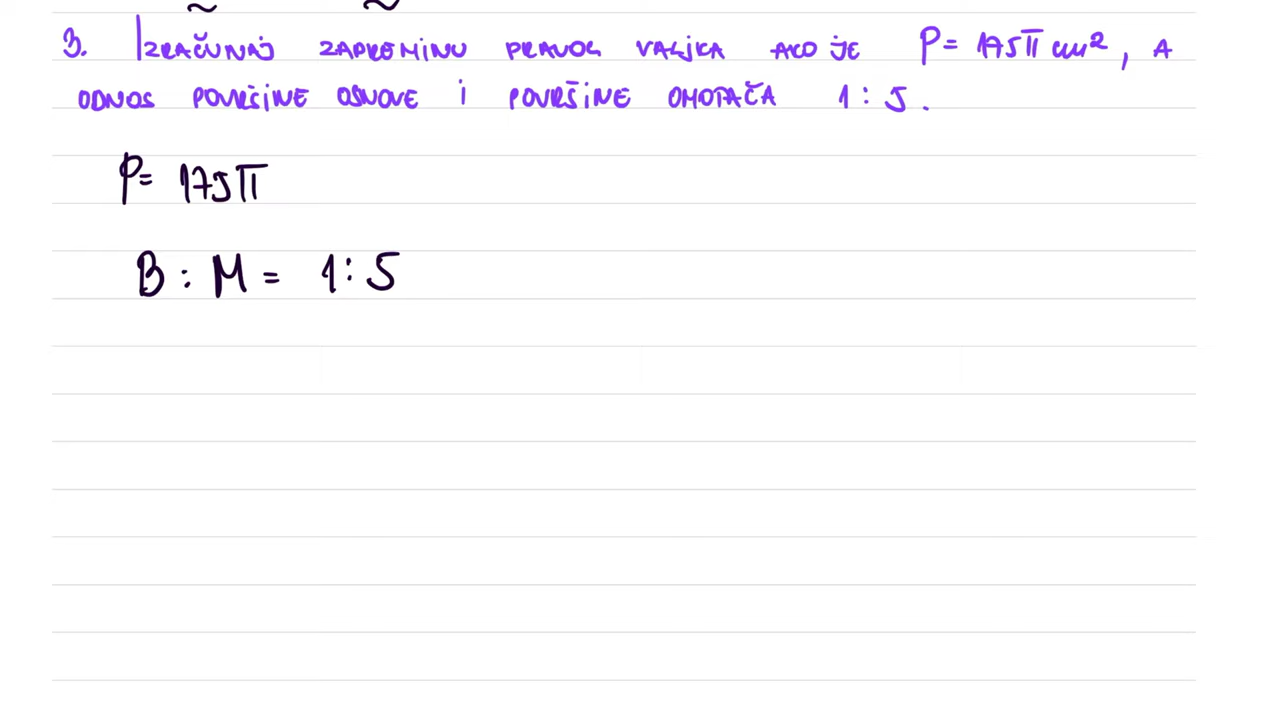 3. IZRAČUNAJ ZAPREMINU PRAVOG VALJKA AKO JE P = 175π cm², A
ODNOS POVRŠINE OSNOVE I POVRŠINE OMOTAČA 1 : 5 .
P = 175π
B : M = 1 : 5